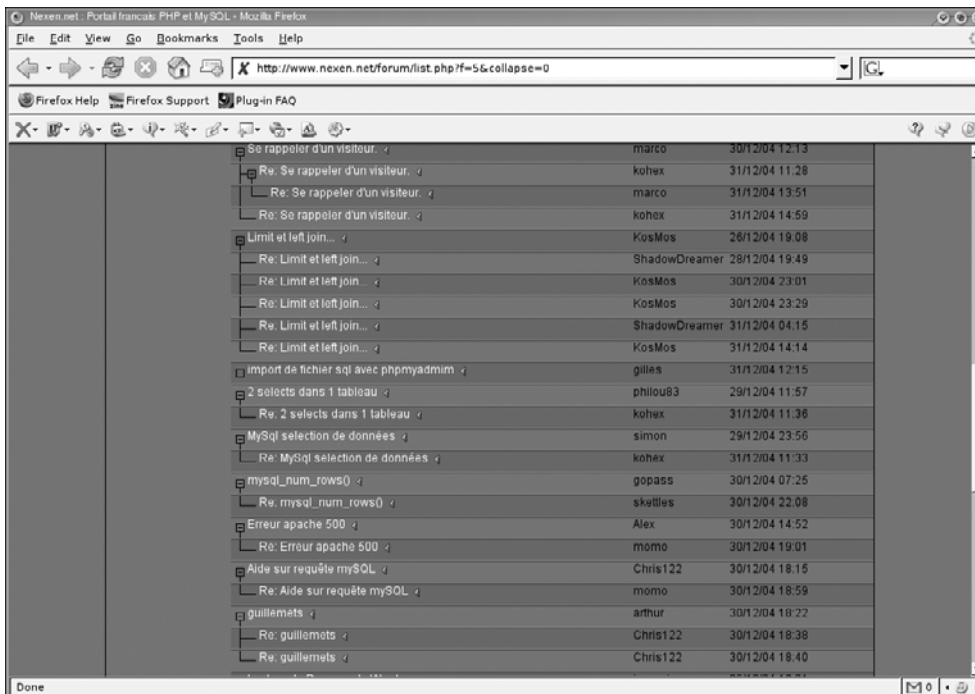 Nexen.net : Portail francais PHP et MySQL - Mozilla Firefox
File Edit View Go Bookmarks Tools Help
http://www.nexen.net/forum/list.php?f=5&collapse=0 G
Firefox Help Firefox Support Plug-in FAQ
Se rappeler d'un visiteur. marco 30/12/04 12:13
Re: Se rappeler d'un visiteur. kohex 31/12/04 11:28
Re: Se rappeler d'un visiteur. marco 31/12/04 13:51
Re: Se rappeler d'un visiteur. kohex 31/12/04 14:59
Limit et left join... KosMos 26/12/04 19:08
Re: Limit et left join... ShadowDreamer 28/12/04 19:49
Re: Limit et left join... KosMos 30/12/04 23:01
Re: Limit et left join... KosMos 30/12/04 23:29
Re: Limit et left join... ShadowDreamer 31/12/04 04:15
Re: Limit et left join... KosMos 31/12/04 14:14
import de fichier sql avec phpmyadmim gilles 31/12/04 12:15
2 selects dans 1 tableau philou83 29/12/04 11:57
Re: 2 selects dans 1 tableau kohex 31/12/04 11:36
MySql selection de données simon 29/12/04 23:56
Re: MySql selection de données kohex 31/12/04 11:33
mysql_num_rows() gopass 30/12/04 07:25
Re: mysql_num_rows() skettles 30/12/04 22:08
Erreur apache 500 Alex 30/12/04 14:52
Re: Erreur apache 500 momo 30/12/04 19:01
Aide sur requête mySQL Chris122 30/12/04 18:15
Re: Aide sur requête mySQL momo 30/12/04 18:59
guillemets arthur 30/12/04 18:22
Re: guillemets Chris122 30/12/04 18:38
Re: guillemets Chris122 30/12/04 18:40
Done 0